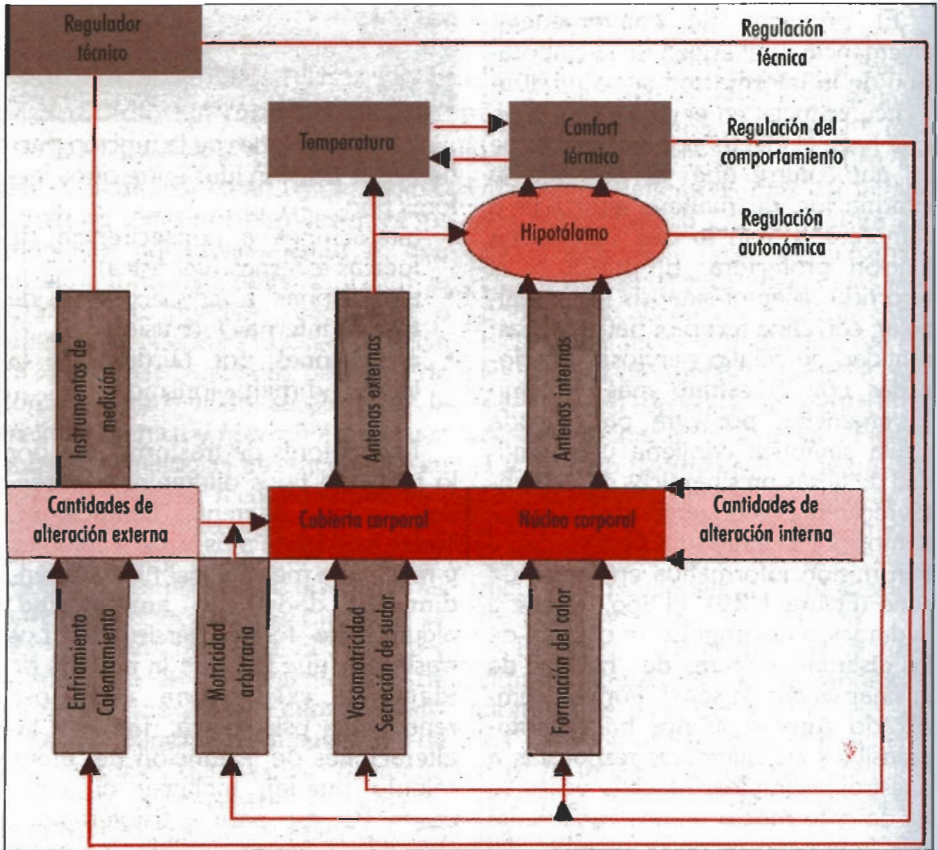 Regulador
técnico
Regulación
técnica
Temperatura
Confort
térmico
Regulación del
comportamiento
Hipotálamo
Regulación
autonómica
Instrumentos de
medición
Antenas externas
Antenas internas
Cantidades de
alteración externa
Cobierta corporal
Núcleo corporal
Cantidades de
alteración interna
Enfriamiento
Calentamiento
Motricidad
arbitraria
Vasomotricidad
Secreción de sudor
Formación del calor